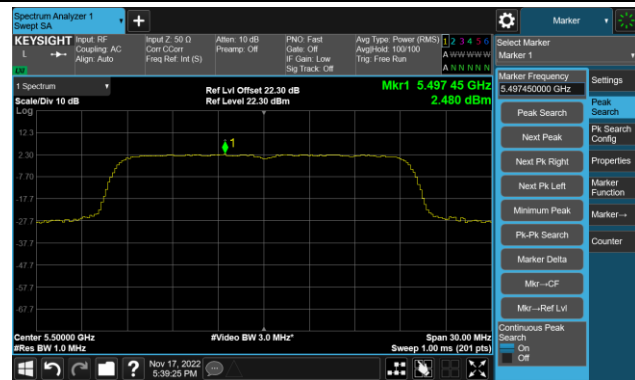 Spectrum Analyzer 1
Swept SA
Marker
KEYSIGHT
L
Input: RF
Coupling: AC
Align: Auto
Input Z: 50 Ω
Corr CCorr
Freq Ref: Int (S)
Atten: 10 dB
Preamp: Off
PNO: Fast
Gate: Off
IF Gain: Low
Sig Track: Off
Avg Type: Power (RMS)
Avg|Hold: 100/100
Trig: Free Run
1 2 3 4 5 6
A W W W W W
A N N N N N
Select Marker
Marker 1
LW
1 Spectrum
Scale/Div 10 dB
Log
Ref Lvl Offset 22.30 dB
Ref Level 22.30 dBm
Mkr1 5.497 45 GHz
2.480 dBm
12.3
2.30
-7.70
-17.7
-27.7
-37.7
-47.7
-57.7
-67.7
1
Center 5.50000 GHz
#Res BW 1.0 MHz
#Video BW 3.0 MHz*
Span 30.00 MHz
Sweep 1.00 ms (201 pts)
Marker Frequency
5.497450000 GHz
Peak Search
Next Peak
Next Pk Right
Next Pk Left
Minimum Peak
Pk-Pk Search
Marker Delta
Mkr→CF
Mkr→Ref Lvl
Continuous Peak
Search
On
Off
Settings
Peak
Search
Pk Search
Config
Properties
Marker
Function
Marker→
Counter
?
Nov 17, 2022
5:39:25 PM